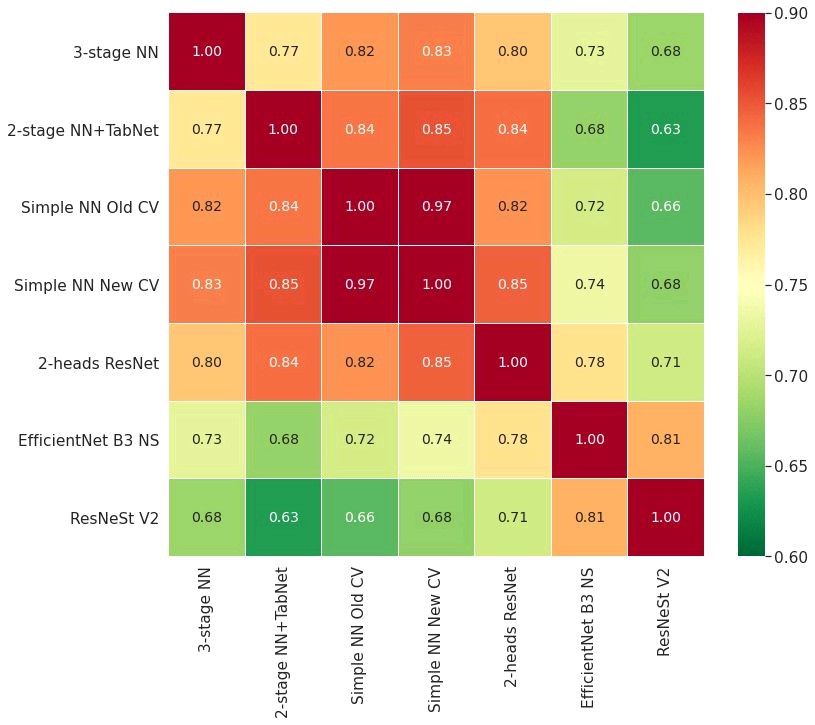 3-stage NN 1.00 0.77 0.82 0.83 0.80 0.73 0.68
2-stage NN+TabNet 0.77 1.00 0.84 0.85 0.84 0.68 0.63
Simple NN Old CV 0.82 0.84 1.00 0.97 0.82 0.72 0.66
Simple NN New CV 0.83 0.85 0.97 1.00 0.85 0.74 0.68
2-heads ResNet 0.80 0.84 0.82 0.85 1.00 0.78 0.71
EfficientNet B3 NS 0.73 0.68 0.72 0.74 0.78 1.00 0.81
ResNeSt V2 0.68 0.63 0.66 0.68 0.71 0.81 1.00
3-stage NN
2-stage NN+TabNet
Simple NN Old CV
Simple NN New CV
2-heads ResNet
EfficientNet B3 NS
ResNeSt V2
0.90
0.85
0.80
0.75
0.70
0.65
0.60